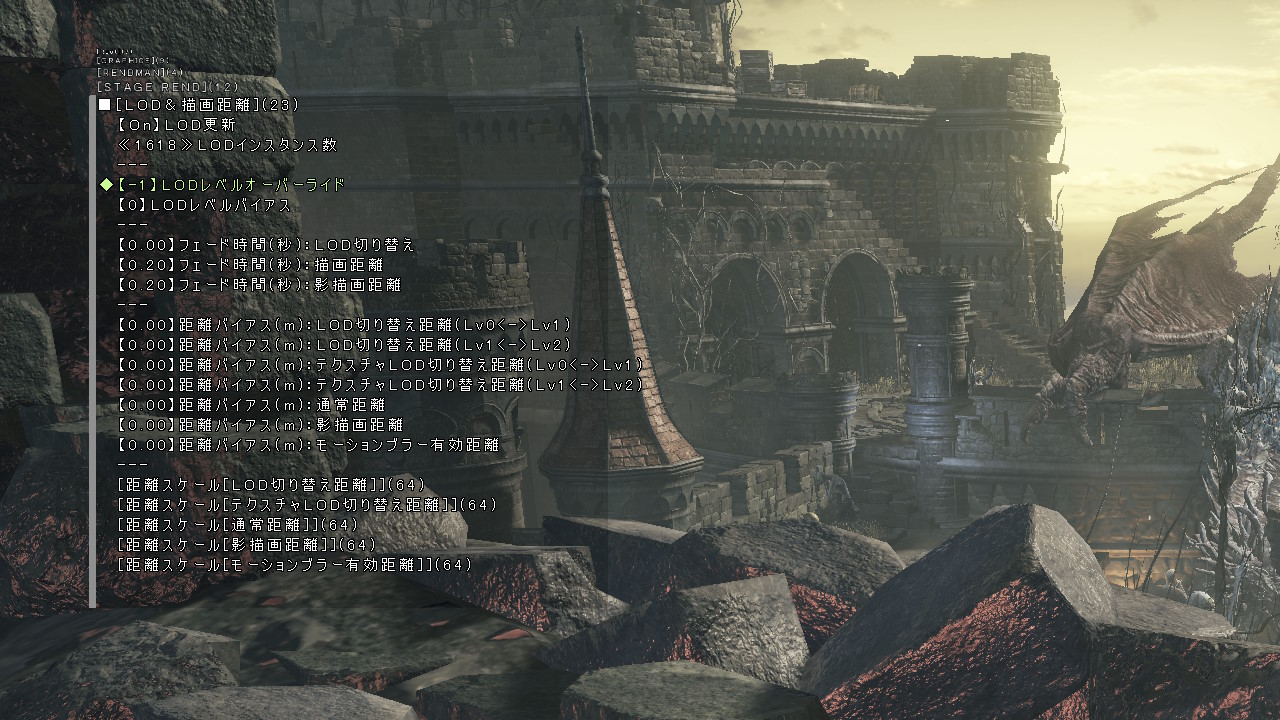 [GRAPHICS](9)
[RENDMAN](4)
[STAGE REND](12)
■[LOD&描画距離](23)
【On】LOD更新
≪1618≫LODインスタンス数
---
◆【-1】LODレベルオーバーライド
【0】LODレベルバイアス
---
【0.00】フェード時間(秒):LOD切り替え
【0.20】フェード時間(秒):描画距離
【0.20】フェード時間(秒):影描画距離
---
【0.00】距離バイアス(m):LOD切り替え距離(Lv0<->Lv1)
【0.00】距離バイアス(m):LOD切り替え距離(Lv1<->Lv2)
【0.00】距離バイアス(m):テクスチャLOD切り替え距離(Lv0<->Lv1)
【0.00】距離バイアス(m):テクスチャLOD切り替え距離(Lv1<->Lv2)
【0.00】距離バイアス(m):通常距離
【0.00】距離バイアス(m):影描画距離
【0.00】距離バイアス(m):モーションブラー有効距離
---
[距離スケール[LOD切り替え距離]](64)
[距離スケール[テクスチャLOD切り替え距離]](64)
[距離スケール[通常距離]](64)
[距離スケール[影描画距離]](64)
[距離スケール[モーションブラー有効距離]](64)